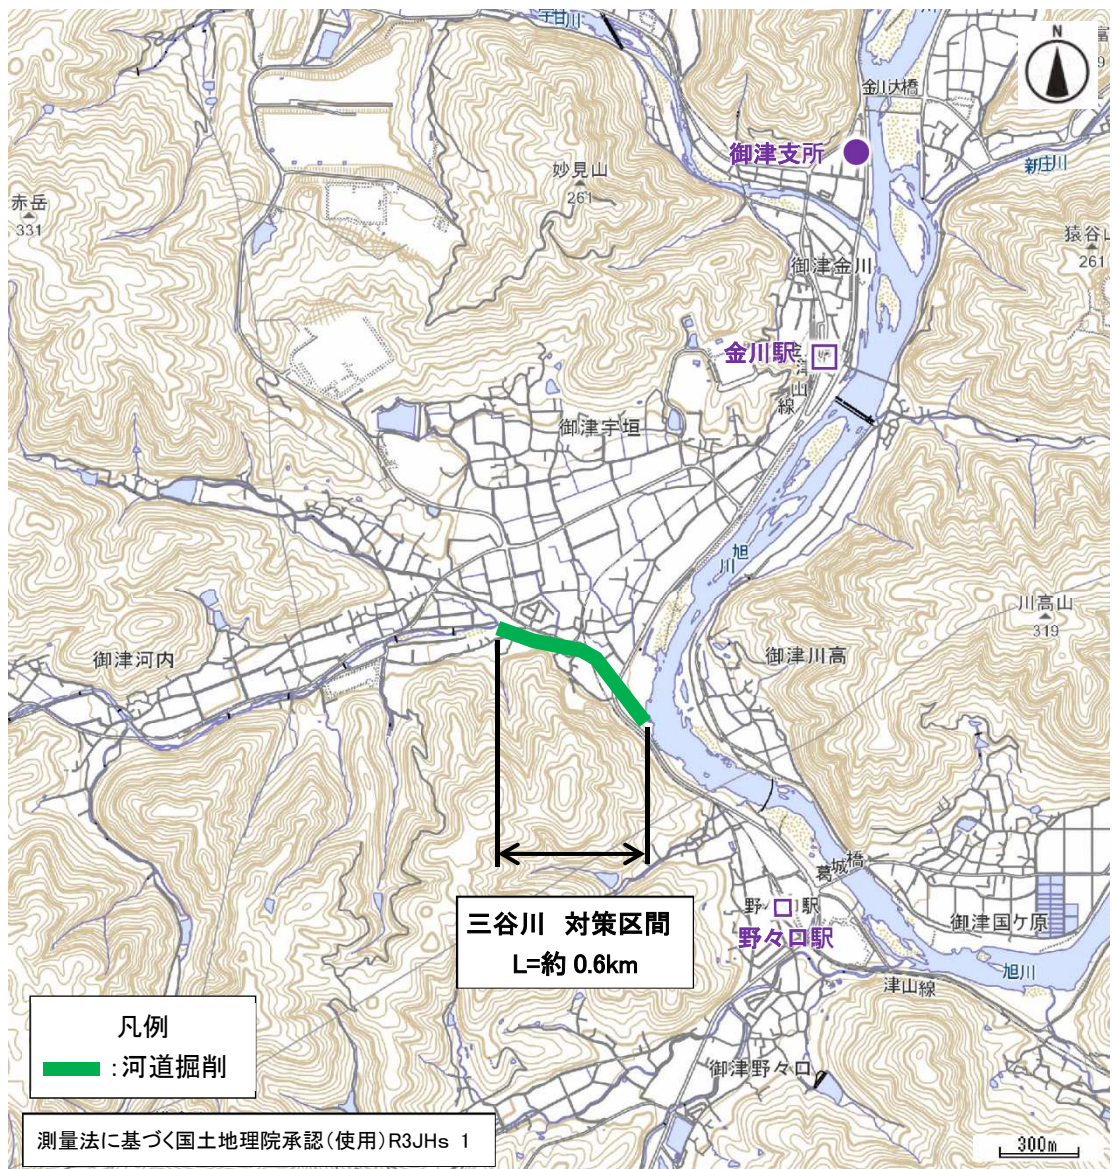 宇甘川
N
金川大橋
御津支所
新庄川
妙見山
261
赤岳
331
猿谷山
261
御津金川
金川駅
津山線
御津宇垣
旭川
川高山
319
御津川高
御津河内
葛城橋
三谷川 対策区間
L=約 0.6km
野々口駅
御津国ケ原
旭川
津山線
凡例
:河道掘削
御津野々口
測量法に基づく国土地理院承認(使用)R3JHs 1
300m